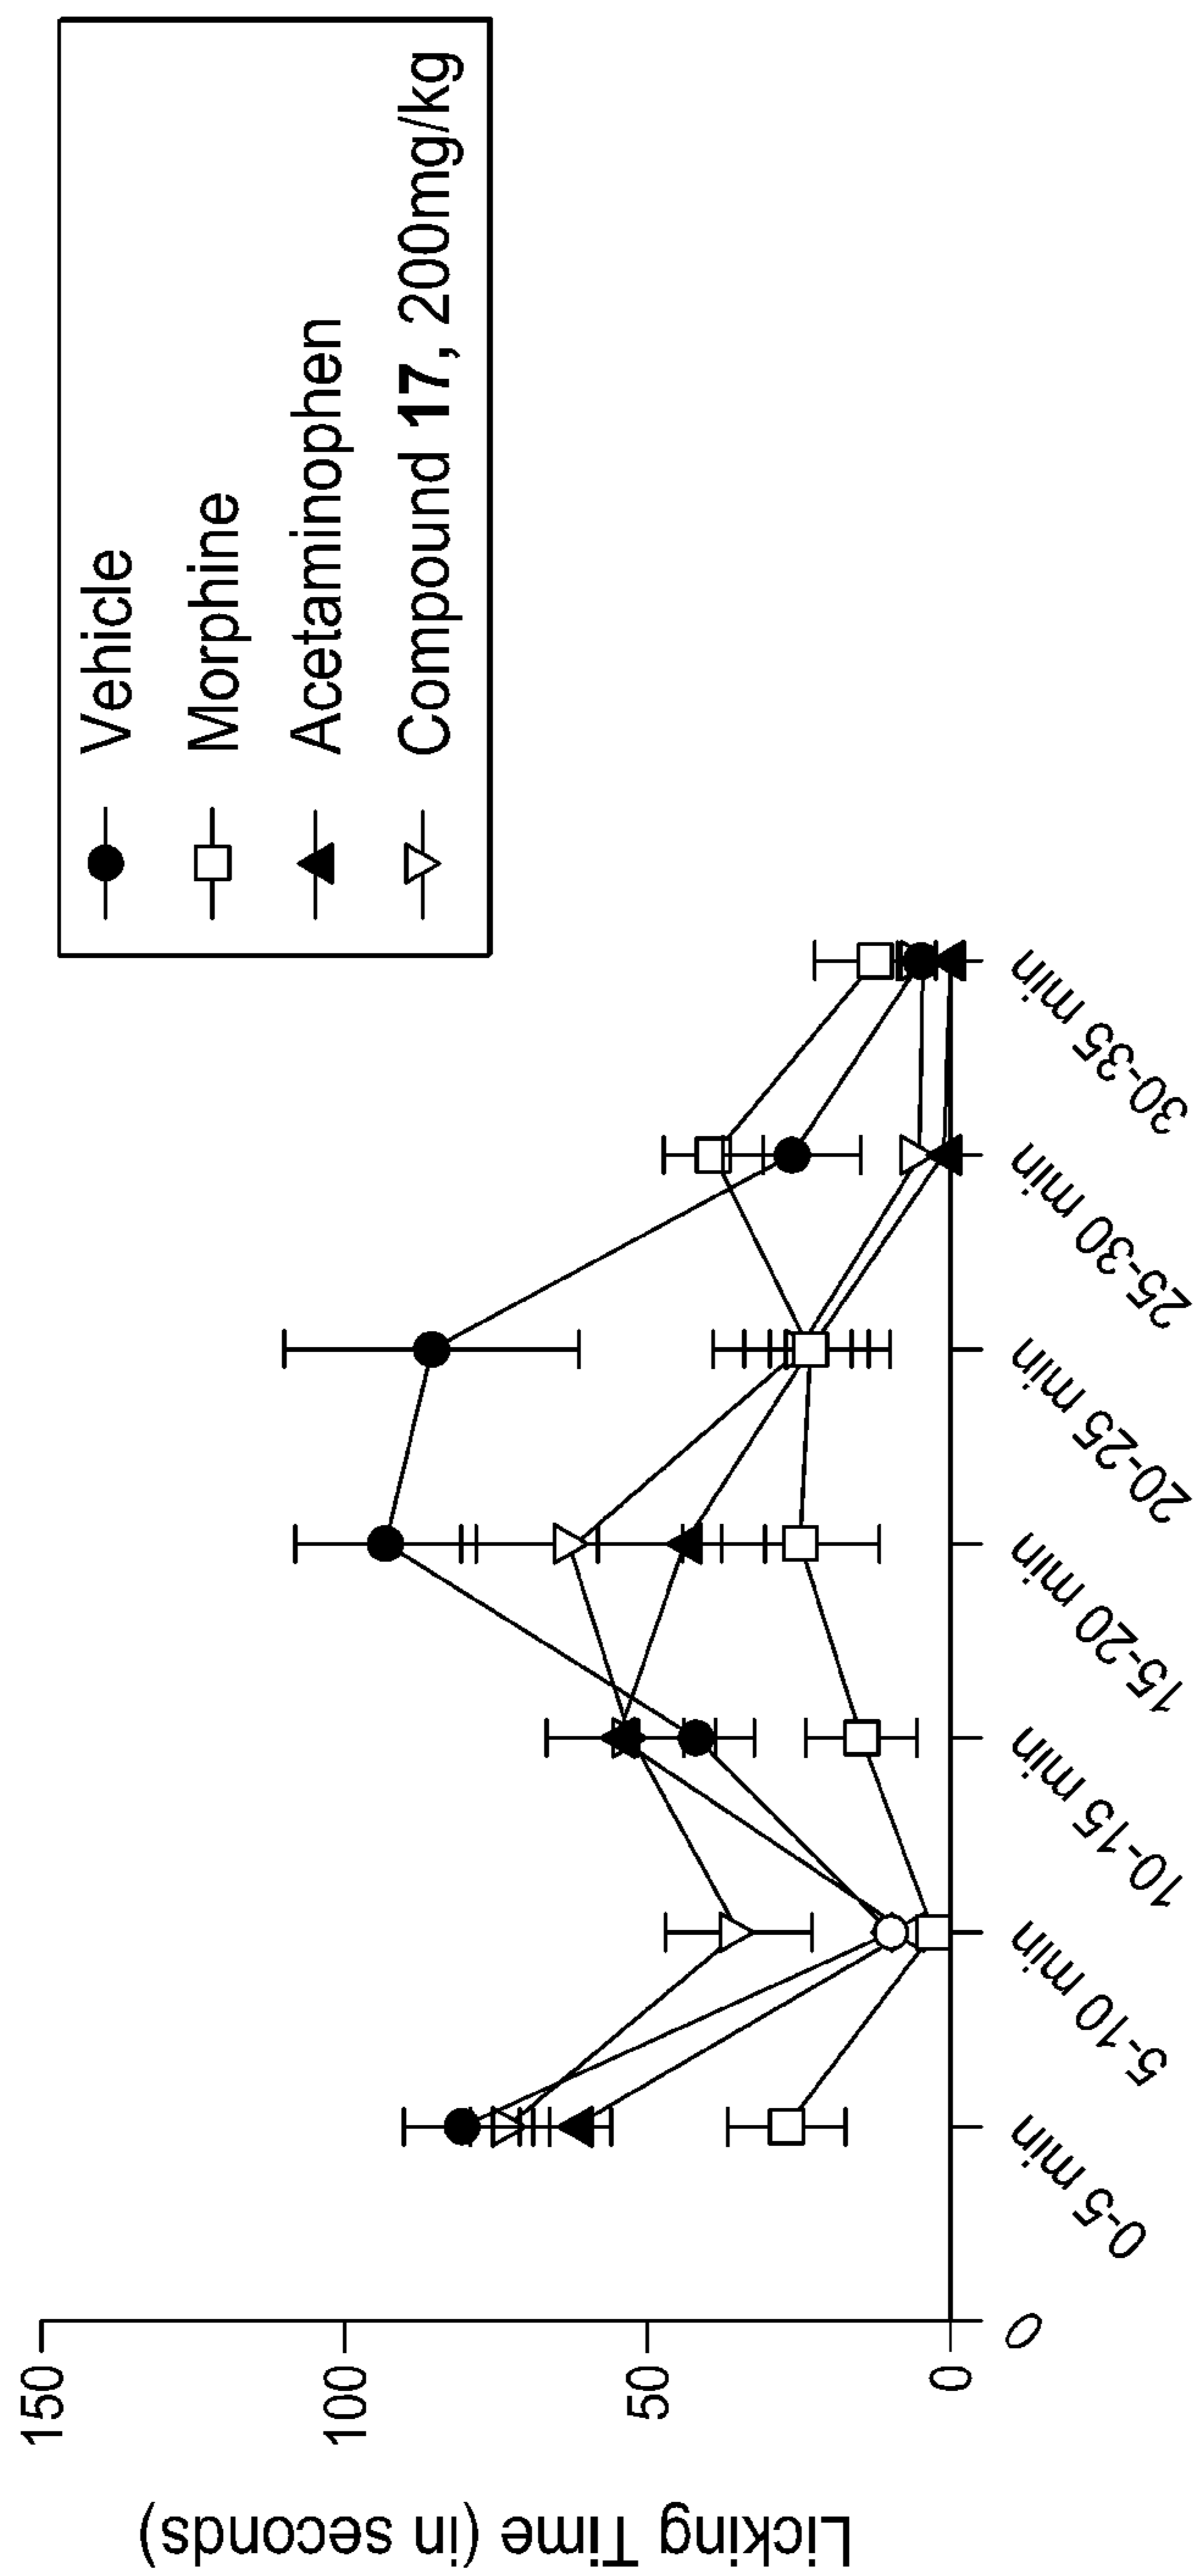 Vehicle
Morphine
Acetaminophen
Compound 17, 200mg/kg
150
100
50
0
Licking Time (in seconds)
0
0-5 min
5-10 min
10-15 min
15-20 min
20-25 min
25-30 min
30-35 min